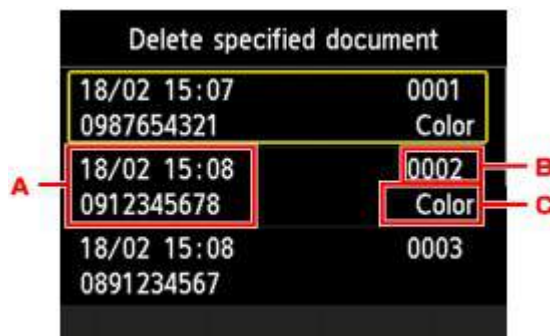 Delete specified document
18/02 15:07 0001
0987654321 Color
A 18/02 15:08 0002 B
0912345678 Color C
18/02 15:08 0003
0891234567